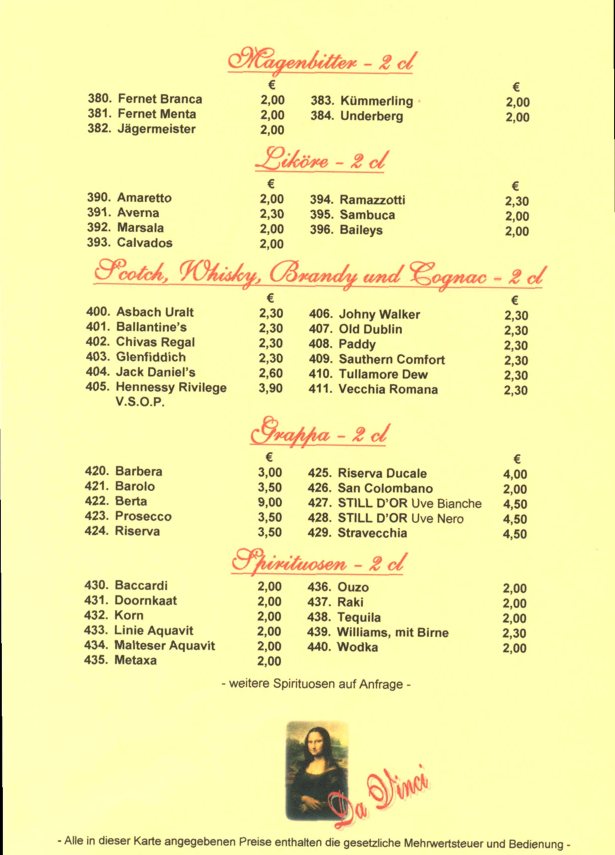 Magenbitter - 2 cl
€ €
380. Fernet Branca 2,00 383. Kümmerling 2,00
381. Fernet Menta 2,00 384. Underberg 2,00
382. Jägermeister 2,00
Liköre - 2 cl
€ €
390. Amaretto 2,00 394. Ramazzotti 2,30
391. Averna 2,30 395. Sambuca 2,00
392. Marsala 2,00 396. Baileys 2,00
393. Calvados 2,00
Scotch, Whisky, Brandy und Cognac - 2 cl
€ €
400. Asbach Uralt 2,30 406. Johny Walker 2,30
401. Ballantine's 2,30 407. Old Dublin 2,30
402. Chivas Regal 2,30 408. Paddy 2,30
403. Glenfiddich 2,30 409. Sauthern Comfort 2,30
404. Jack Daniel's 2,60 410. Tullamore Dew 2,30
405. Hennessy Rivilege 3,90 411. Vecchia Romana 2,30
V.S.O.P.
Grappa - 2 cl
€ €
420. Barbera 3,00 425. Riserva Ducale 4,00
421. Barolo 3,50 426. San Colombano 2,00
422. Berta 9,00 427. STILL D'OR Uve Bianche 4,50
423. Prosecco 3,50 428. STILL D'OR Uve Nero 4,50
424. Riserva 3,50 429. Stravecchia 4,50
Spirituosen - 2 cl
430. Baccardi 2,00 436. Ouzo 2,00
431. Doornkaat 2,00 437. Raki 2,00
432. Korn 2,00 438. Tequila 2,00
433. Linie Aquavit 2,00 439. Williams, mit Birne 2,30
434. Malteser Aquavit 2,00 440. Wodka 2,00
435. Metaxa 2,00
- weitere Spirituosen auf Anfrage -
Da Vinci
- Alle in dieser Karte angegebenen Preise enthalten die gesetzliche Mehrwertsteuer und Bedienung -